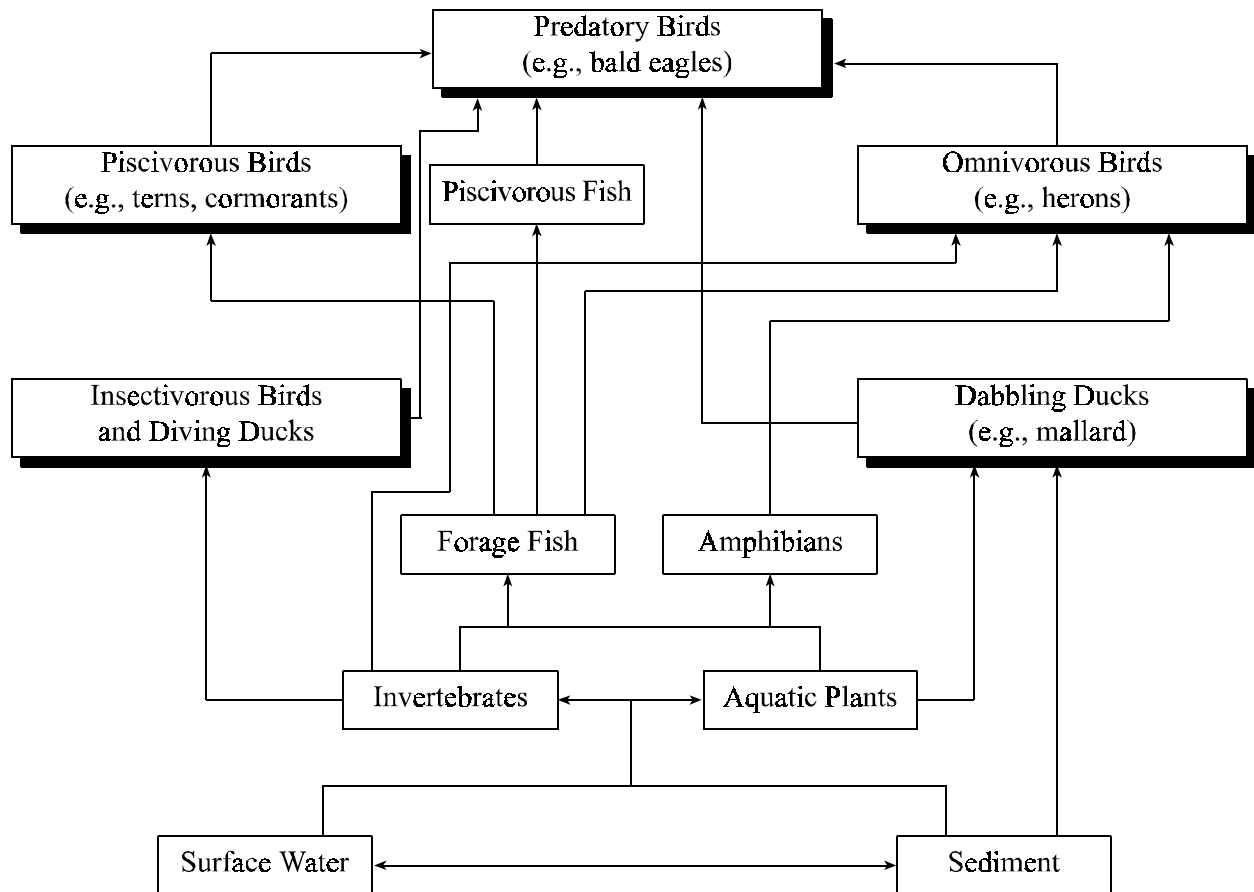 Predatory Birds
(e.g., bald eagles)
Piscivorous Birds
(e.g., terns, cormorants)
Piscivorous Fish
Omnivorous Birds
(e.g., herons)
Insectivorous Birds
and Diving Ducks
Dabbling Ducks
(e.g., mallard)
Forage Fish
Amphibians
Invertebrates
Aquatic Plants
Surface Water
Sediment